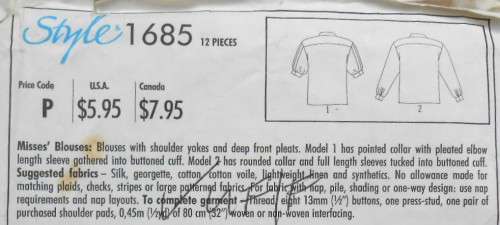 Style 1685 12 PIECES
Price Code U.S.A. Canada
P $5.95 $7.95
1 2
Misses' Blouses: Blouses with shoulder yokes and deep front pleats. Model 1 has pointed collar with pleated elbow
length sleeve gathered into buttoned cuff. Model 2 has rounded collar and full length sleeves tucked into buttoned cuff.
Suggested fabrics – Silk, georgette, cotton, cotton voile, lightweight linen and synthetics. No allowance made for
matching plaids, checks, stripes or large patterned fabrics. For fabric with nap, pile, shading or one-way design: use nap
requirements and nap layouts. To complete garment – Thread, eight 13mm (½") buttons, one press-stud, one pair of
purchased shoulder pads, 0,45m (½yd) of 80 cm (32") woven or non-woven interfacing.